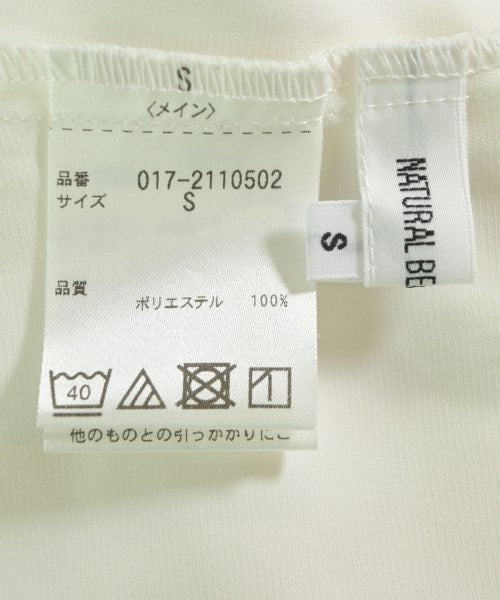 S
〈メイン〉
品番 017-2110502
サイズ S
品質
ポリエステル 100%
40
他のものとの引っかかりにご
S
NATURAL BE